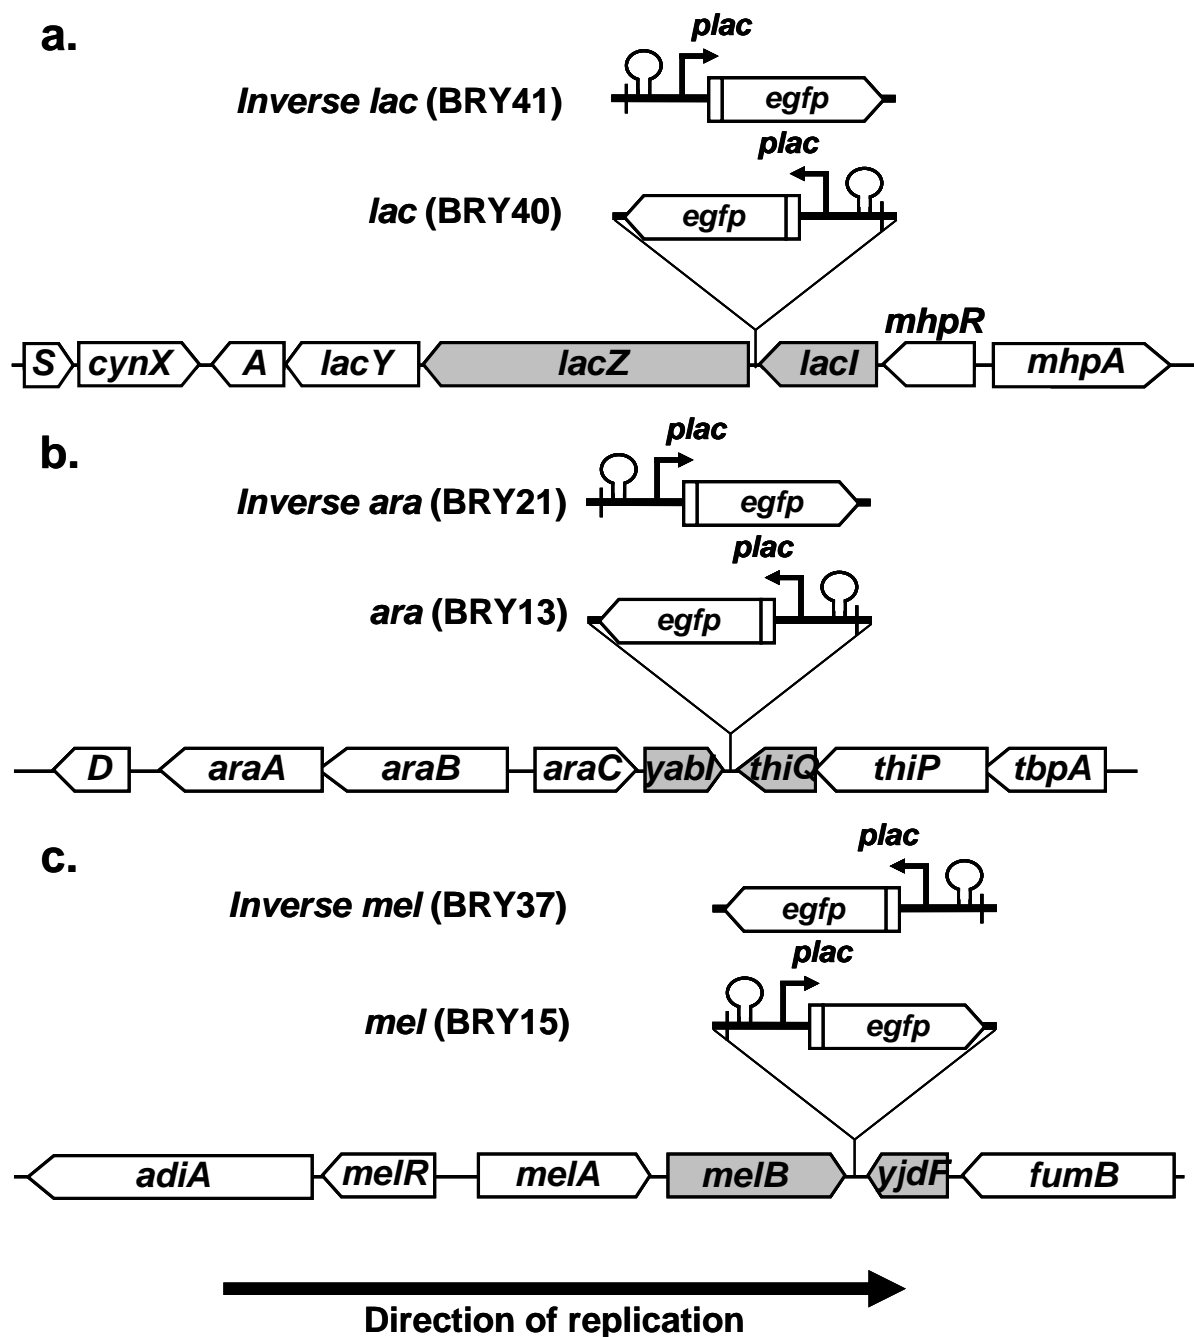 a.
plac
Inverse lac (BRY41)
egfp
plac
lac (BRY40)
egfp
mhpR
S cynX A lacY lacZ lacI mhpA
b.
plac
Inverse ara (BRY21)
egfp
plac
ara (BRY13)
egfp
D araA araB araC yabI thiQ thiP tbpA
c.
plac
Inverse mel (BRY37)
egfp
plac
mel (BRY15)
egfp
adiA melR melA melB yjdF fumB
Direction of replication